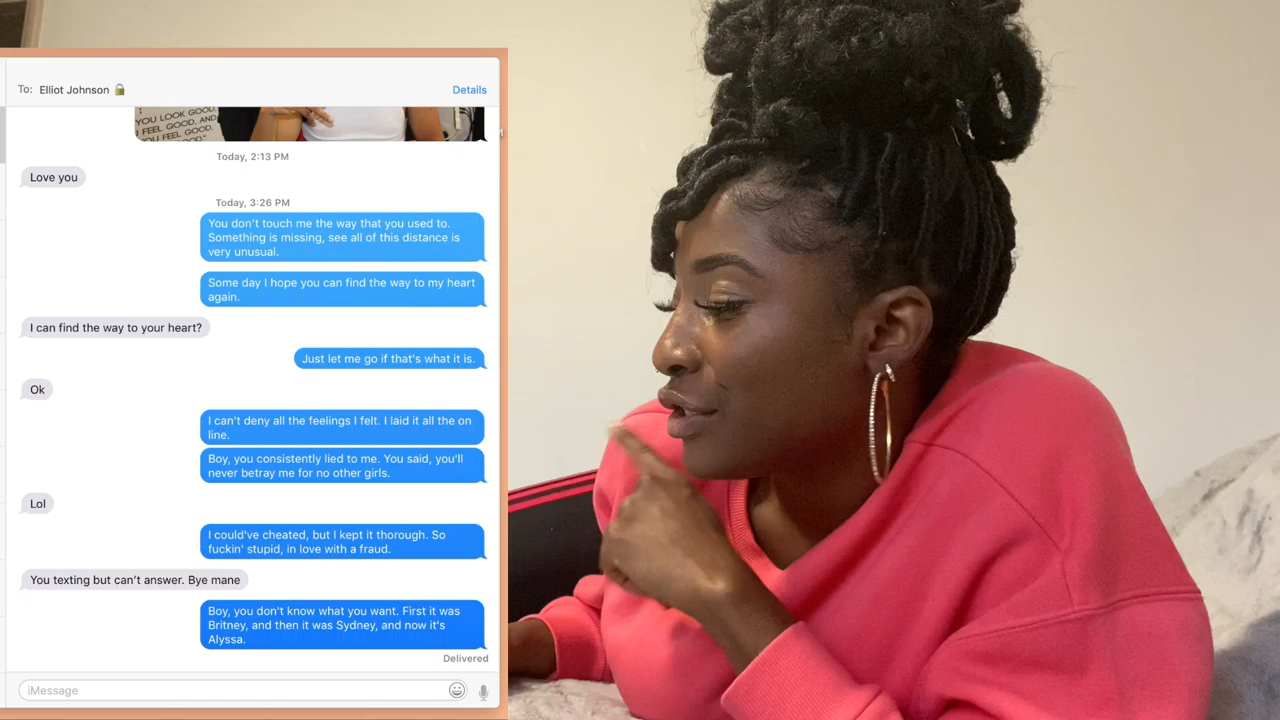 To: Elliot Johnson
Details
YOU LOOK GOOD,
I FEEL GOOD, AND
YOU FEEL GOOD."
Today, 2:13 PM
Love you
Today, 3:26 PM
You don't touch me the way that you used to.
Something is missing, see all of this distance is
very unusual.
Some day I hope you can find the way to my heart
again.
I can find the way to your heart?
Just let me go if that's what it is.
Ok
I can't deny all the feelings I felt. I laid it all the on
line.
Boy, you consistently lied to me. You said, you'll
never betray me for no other girls.
Lol
I could've cheated, but I kept it thorough. So
fuckin' stupid, in love with a fraud.
You texting but can't answer. Bye mane
Boy, you don't know what you want. First it was
Britney, and then it was Sydney, and now it's
Alyssa.
Delivered
iMessage